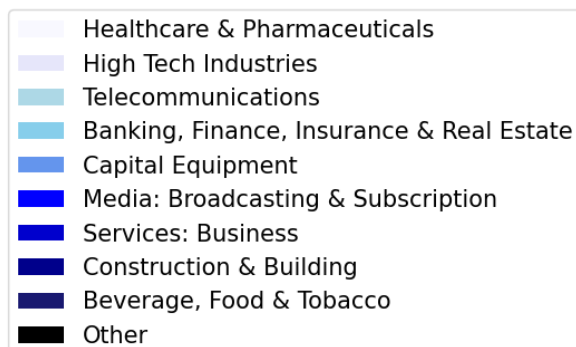 Healthcare & Pharmaceuticals
High Tech Industries
Telecommunications
Banking, Finance, Insurance & Real Estate
Capital Equipment
Media: Broadcasting & Subscription
Services: Business
Construction & Building
Beverage, Food & Tobacco
Other